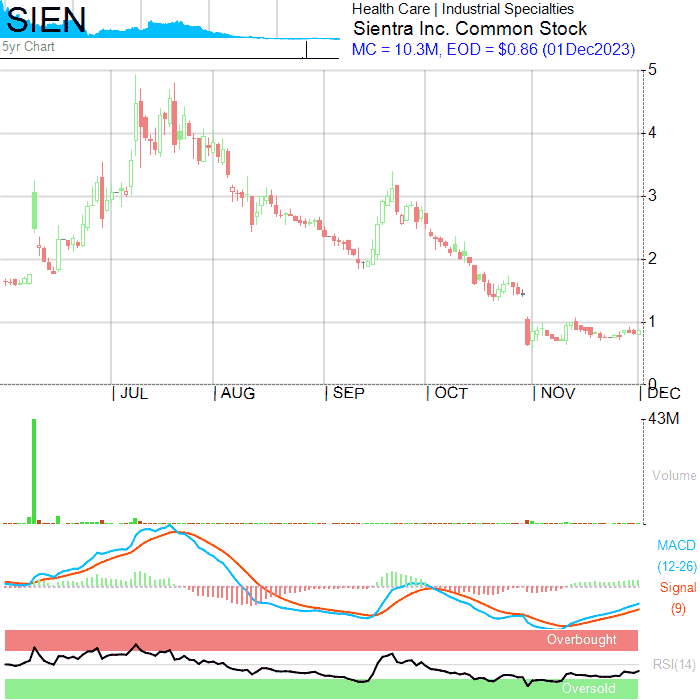 SIEN
5yr Chart
Health Care | Industrial Specialties
Sientra Inc. Common Stock
MC = 10.3M, EOD = $0.86 (01Dec2023)
5
4
3
2
1
0
| JUL
| AUG
| SEP
| OCT
| NOV
| DEC
43M
Volume
MACD
(12-26)
Signal
(9)
Overbought
RSI(14)
Oversold